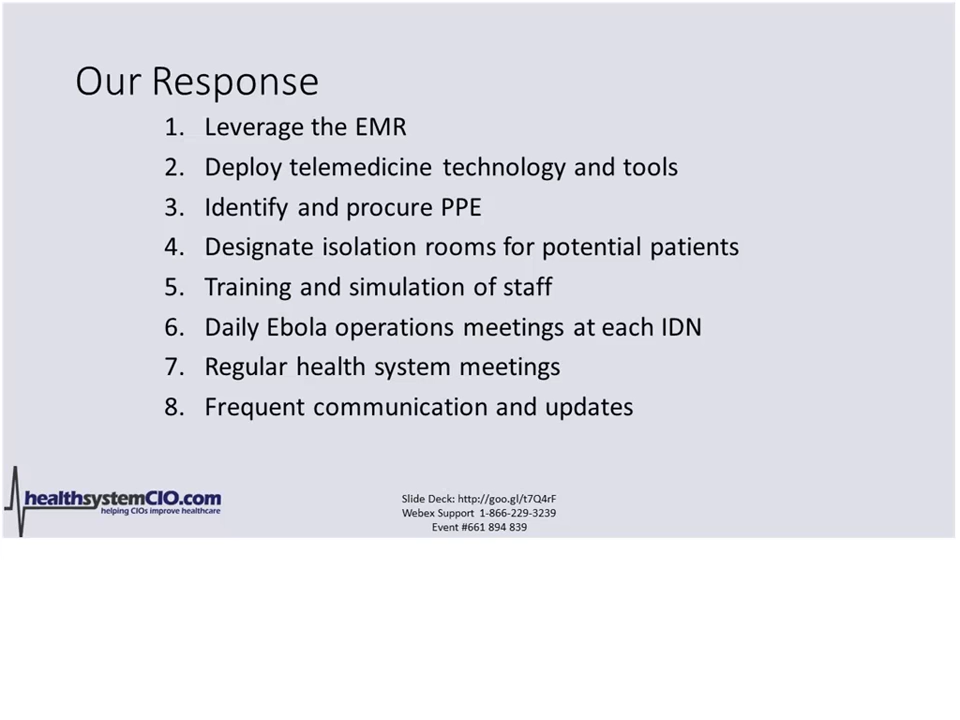 Our Response
1. Leverage the EMR
2. Deploy telemedicine technology and tools
3. Identify and procure PPE
4. Designate isolation rooms for potential patients
5. Training and simulation of staff
6. Daily Ebola operations meetings at each IDN
7. Regular health system meetings
8. Frequent communication and updates
healthsystemCIO.com
helping CIOs improve healthcare
Slide Deck: http://goo.gl/t7Q4rF
Webex Support 1-866-229-3239
Event #661 894 839